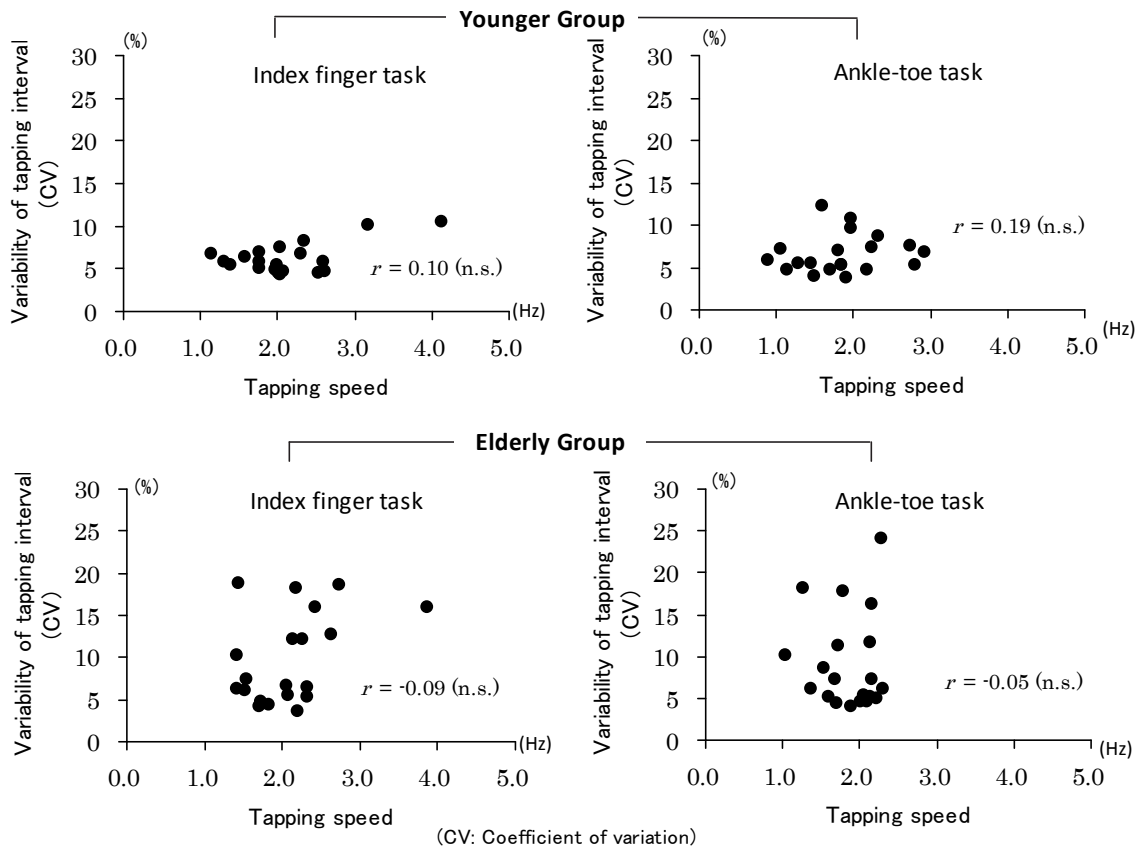 Younger Group
(%)
30
25
20
15
10
5
0
Variability of tapping interval
(CV)
Index finger task
r = 0.10 (n.s.)
(Hz)
0.0 1.0 2.0 3.0 4.0 5.0
Tapping speed
(%)
30
25
20
15
10
5
0
Variability of tapping interval
(CV)
Ankle-toe task
r = 0.19 (n.s.)
(Hz)
0.0 1.0 2.0 3.0 4.0 5.0
Tapping speed
Elderly Group
(%)
30
25
20
15
10
5
0
Variability of tapping interval
(CV)
Index finger task
r = -0.09 (n.s.)
(Hz)
0.0 1.0 2.0 3.0 4.0 5.0
Tapping speed
(%)
30
25
20
15
10
5
0
Variability of tapping interval
(CV)
Ankle-toe task
r = -0.05 (n.s.)
(Hz)
0.0 1.0 2.0 3.0 4.0 5.0
Tapping speed
(CV: Coefficient of variation)